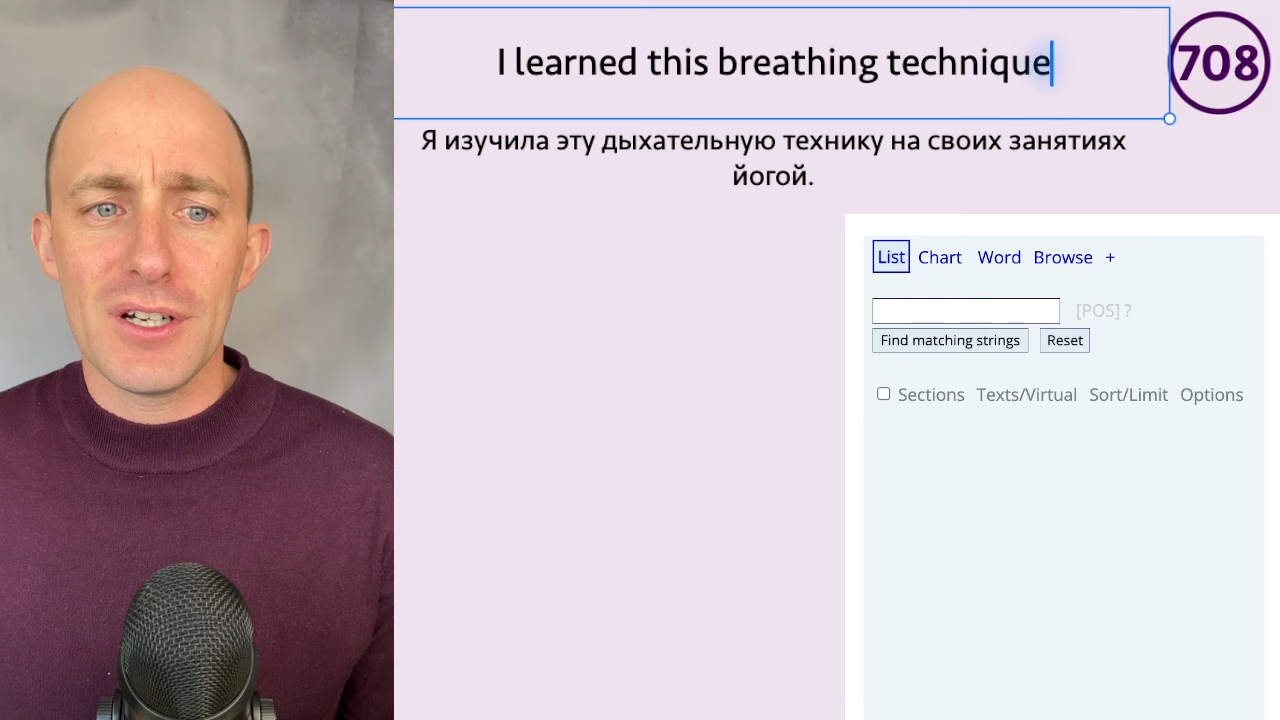 I learned this breathing technique
708
Я изучила эту дыхательную технику на своих занятиях
йогой.
List Chart Word Browse +
[POS] ?
Find matching strings Reset
Sections Texts/Virtual Sort/Limit Options